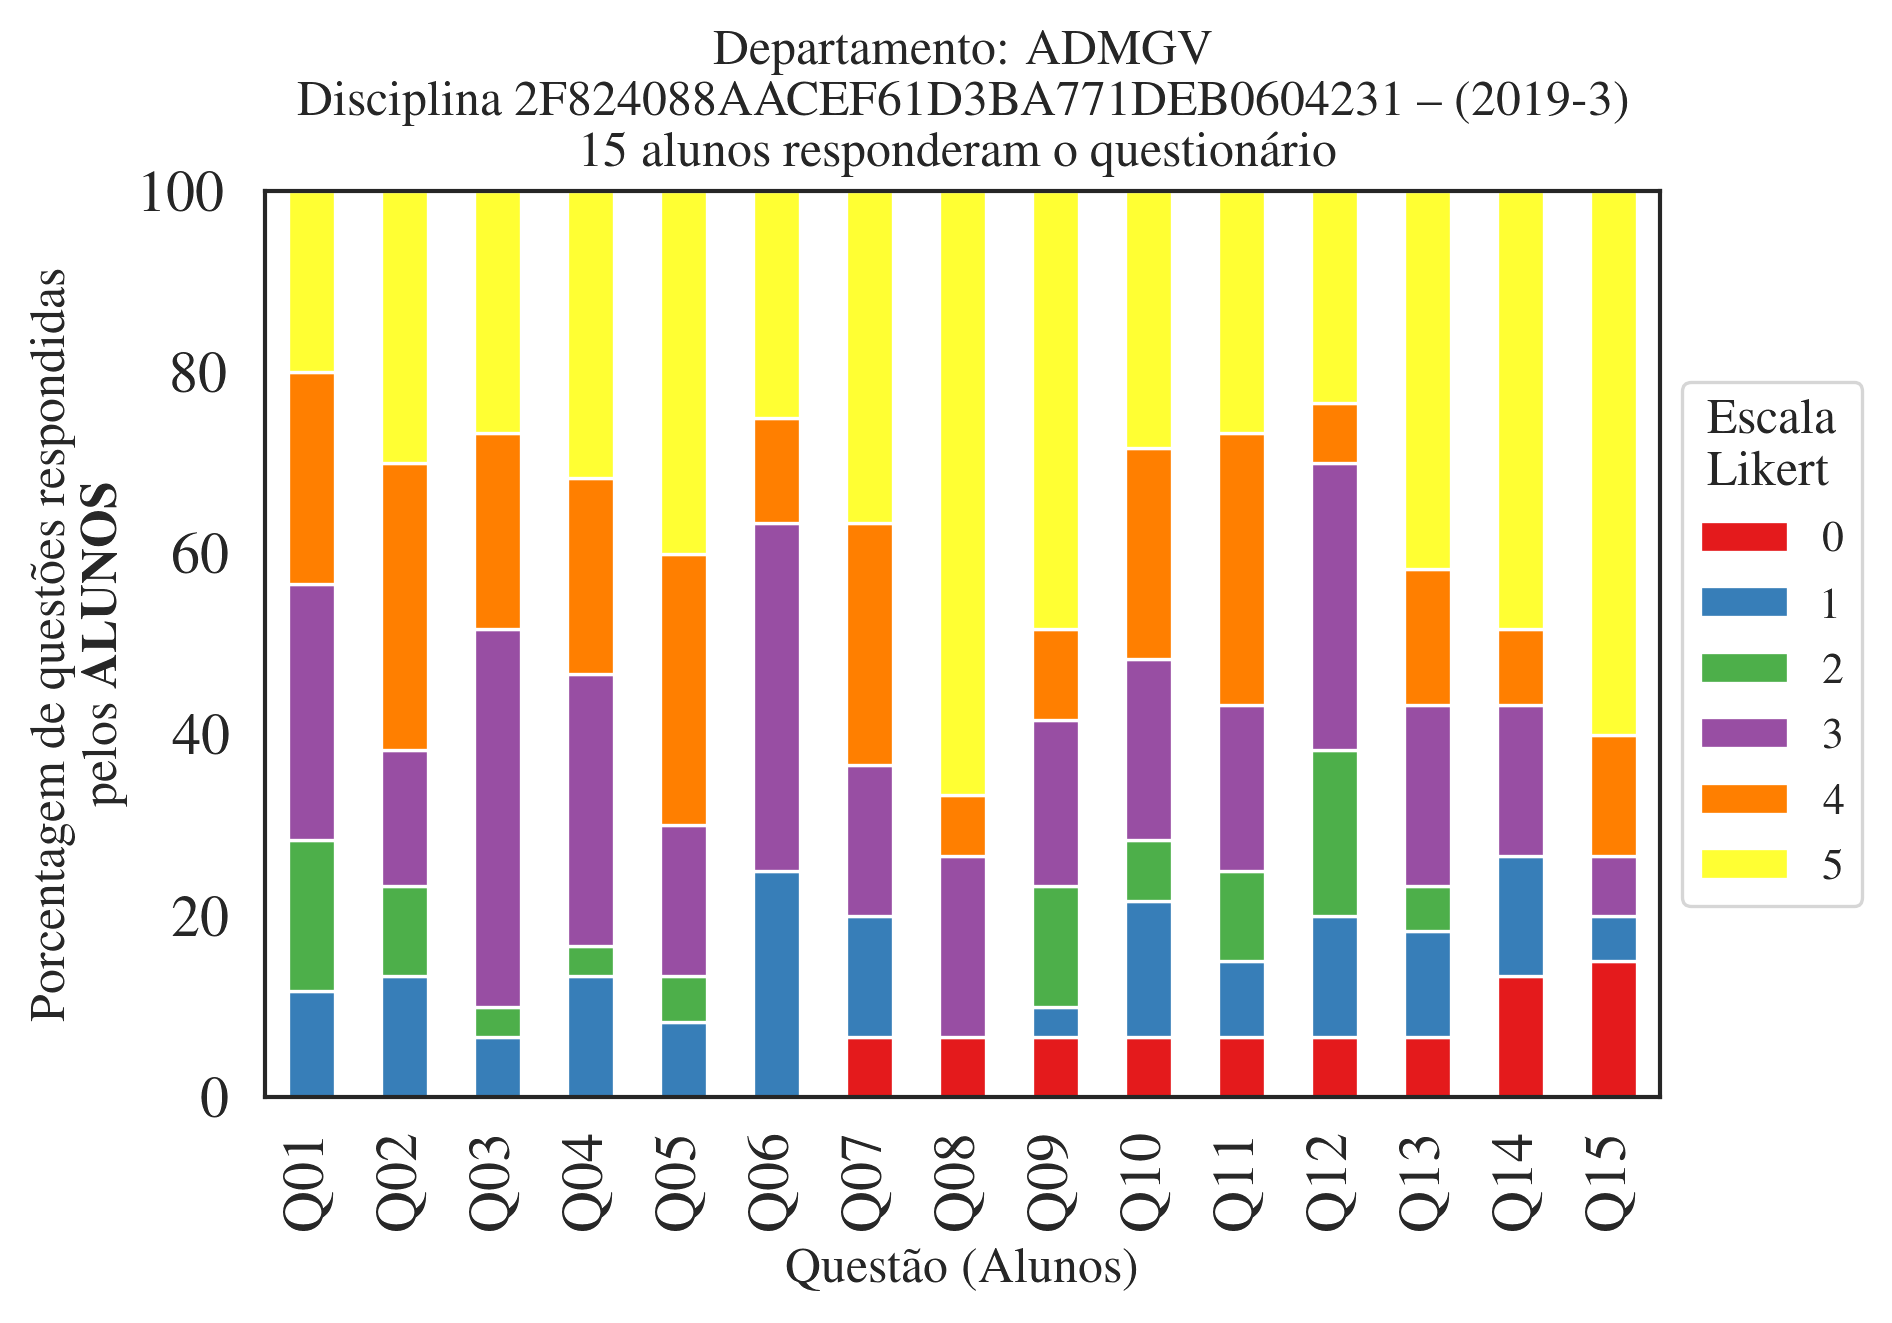 Departamento: ADMGV
Disciplina 2F824088AACEF61D3BA771DEB0604231 – (2019-3)
15 alunos responderam o questionário
Porcentagem de questões respondidas
pelos ALUNOS
100
80
60
40
20
0
Q01
Q02
Q03
Q04
Q05
Q06
Q07
Q08
Q09
Q10
Q11
Q12
Q13
Q14
Q15
Questão (Alunos)
Escala
Likert
0
1
2
3
4
5